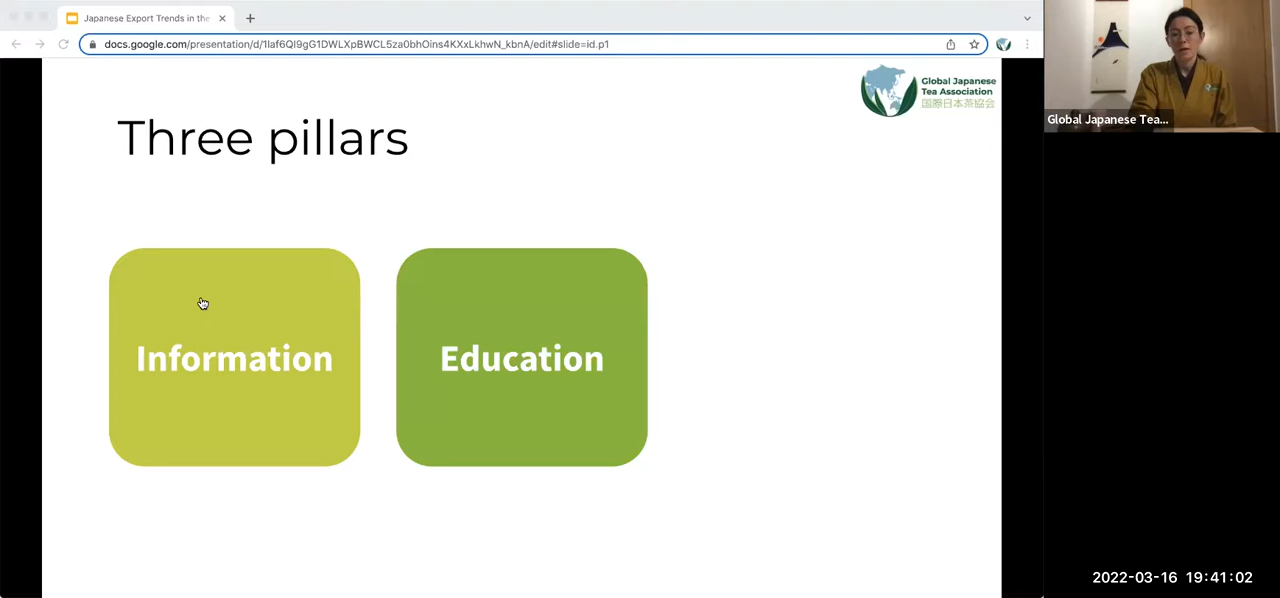 Japanese Export Trends in the
docs.google.com/presentation/d/1Iaf6QI9gG1DWLXpBWCL5za0bhOins4KXxLkhwN_kbnA/edit#slide=id.p1
Global Japanese
Tea Association
国際日本茶協会
Three pillars
Information
Education
Global Japanese Tea...
2022-03-16 19:41:02